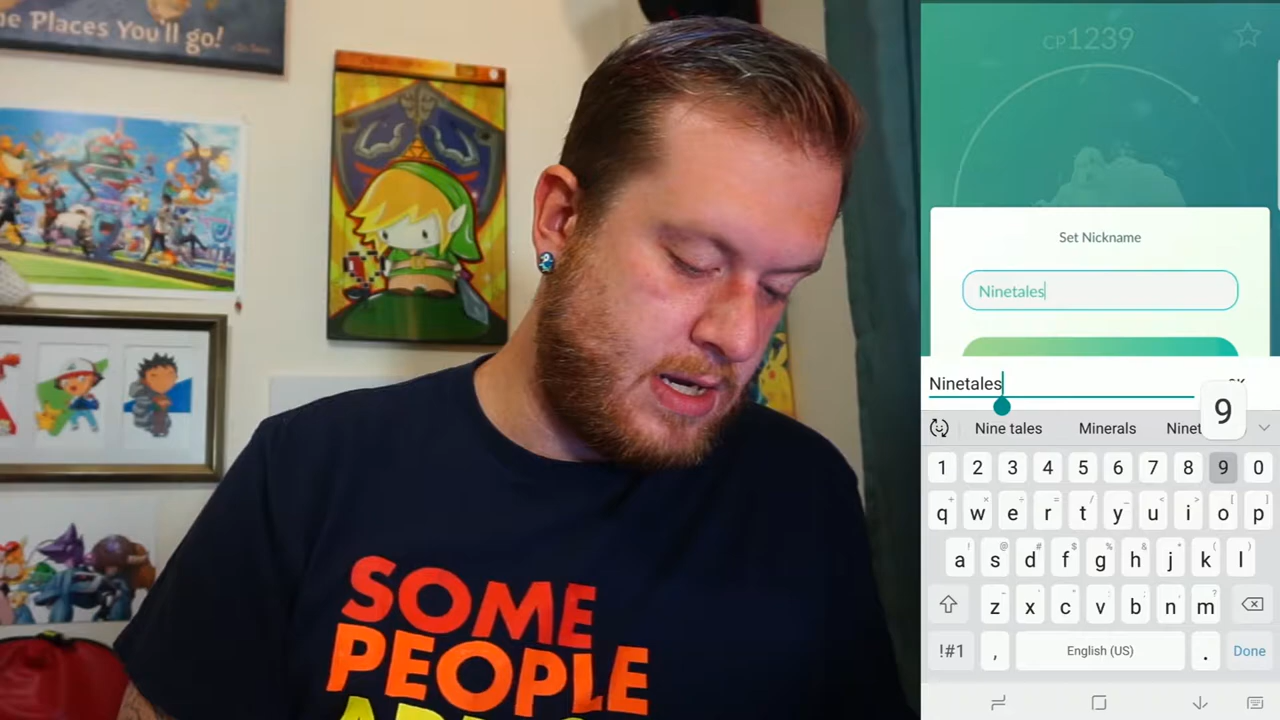 e Places You'll go!
SOME
PEOPLE
CP1239
Set Nickname
Ninetales
Ninetales
9
Nine tales Minerals Ninet
1 2 3 4 5 6 7 8 9 0
q w e r t y u i o p
a s d f g h j k l
z x c v b n m
!#1 , English (US) . Done